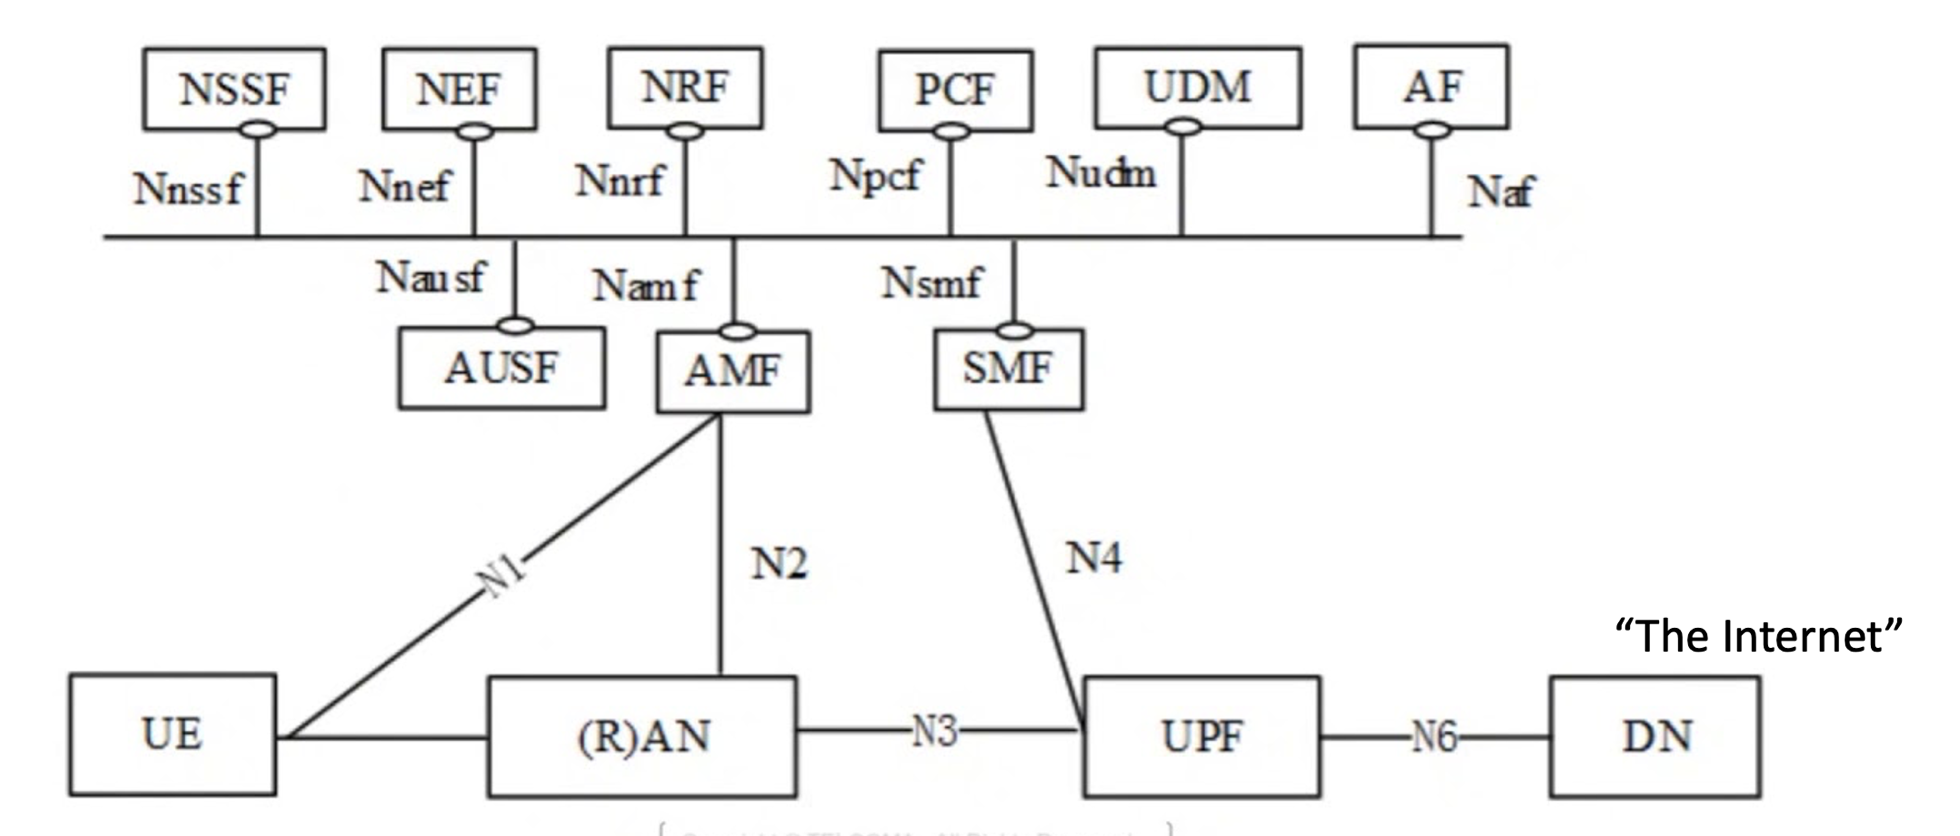 NSSF NEF NRF PCF UDM AF
Nnssf Nnef Nnrf Npcf Nudm Naf
Nausf Namf Nsmf
AUSF AMF SMF
N1 N2 N4
“The Internet”
UE (R)AN N3 UPF N6 DN